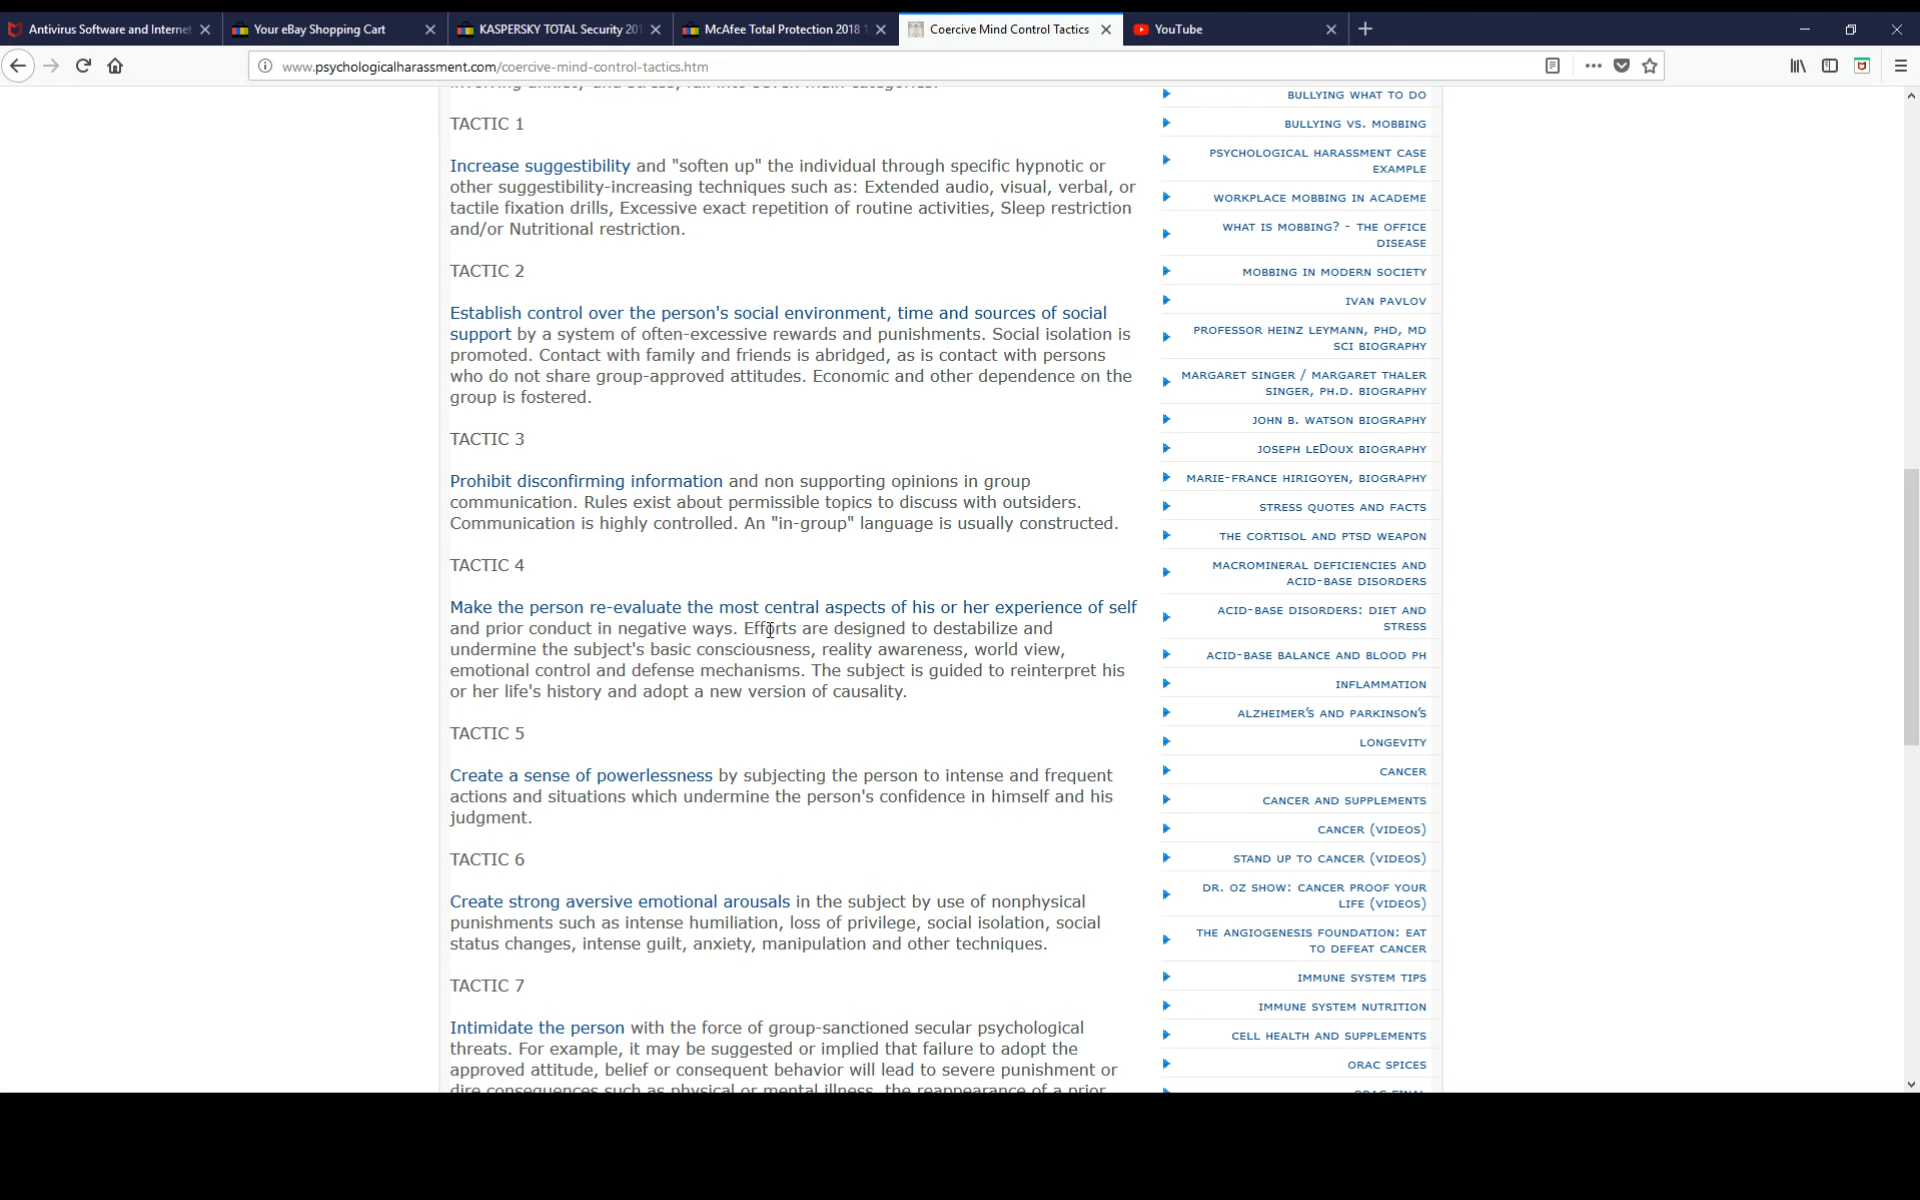 Antivirus Software and Internet
Your eBay Shopping Cart
KASPERSKY TOTAL Security 201
McAfee Total Protection 2018 1
Coercive Mind Control Tactics
YouTube
www.psychologicalharassment.com/coercive-mind-control-tactics.htm
TACTIC 1
Increase suggestibility and "soften up" the individual through specific hypnotic or
other suggestibility-increasing techniques such as: Extended audio, visual, verbal, or
tactile fixation drills, Excessive exact repetition of routine activities, Sleep restriction
and/or Nutritional restriction.
TACTIC 2
Establish control over the person's social environment, time and sources of social
support by a system of often-excessive rewards and punishments. Social isolation is
promoted. Contact with family and friends is abridged, as is contact with persons
who do not share group-approved attitudes. Economic and other dependence on the
group is fostered.
TACTIC 3
Prohibit disconfirming information and non supporting opinions in group
communication. Rules exist about permissible topics to discuss with outsiders.
Communication is highly controlled. An "in-group" language is usually constructed.
TACTIC 4
Make the person re-evaluate the most central aspects of his or her experience of self
and prior conduct in negative ways. Efforts are designed to destabilize and
undermine the subject's basic consciousness, reality awareness, world view,
emotional control and defense mechanisms. The subject is guided to reinterpret his
or her life's history and adopt a new version of causality.
TACTIC 5
Create a sense of powerlessness by subjecting the person to intense and frequent
actions and situations which undermine the person's confidence in himself and his
judgment.
TACTIC 6
Create strong aversive emotional arousals in the subject by use of nonphysical
punishments such as intense humiliation, loss of privilege, social isolation, social
status changes, intense guilt, anxiety, manipulation and other techniques.
TACTIC 7
Intimidate the person with the force of group-sanctioned secular psychological
threats. For example, it may be suggested or implied that failure to adopt the
approved attitude, belief or consequent behavior will lead to severe punishment or
dire consequences such as physical or mental illness, the reappearance of a prior
BULLYING WHAT TO DO
BULLYING VS. MOBBING
PSYCHOLOGICAL HARASSMENT CASE
EXAMPLE
WORKPLACE MOBBING IN ACADEME
WHAT IS MOBBING? - THE OFFICE
DISEASE
MOBBING IN MODERN SOCIETY
IVAN PAVLOV
PROFESSOR HEINZ LEYMANN, PHD, MD
SCI BIOGRAPHY
MARGARET SINGER / MARGARET THALER
SINGER, PH.D. BIOGRAPHY
JOHN B. WATSON BIOGRAPHY
JOSEPH LEDOUX BIOGRAPHY
MARIE-FRANCE HIRIGOYEN, BIOGRAPHY
STRESS QUOTES AND FACTS
THE CORTISOL AND PTSD WEAPON
MACROMINERAL DEFICIENCIES AND
ACID-BASE DISORDERS
ACID-BASE DISORDERS: DIET AND
STRESS
ACID-BASE BALANCE AND BLOOD PH
INFLAMMATION
ALZHEIMER'S AND PARKINSON'S
LONGEVITY
CANCER
CANCER AND SUPPLEMENTS
CANCER (VIDEOS)
STAND UP TO CANCER (VIDEOS)
DR. OZ SHOW: CANCER PROOF YOUR
LIFE (VIDEOS)
THE ANGIOGENESIS FOUNDATION: EAT
TO DEFEAT CANCER
IMMUNE SYSTEM TIPS
IMMUNE SYSTEM NUTRITION
CELL HEALTH AND SUPPLEMENTS
ORAC SPICES